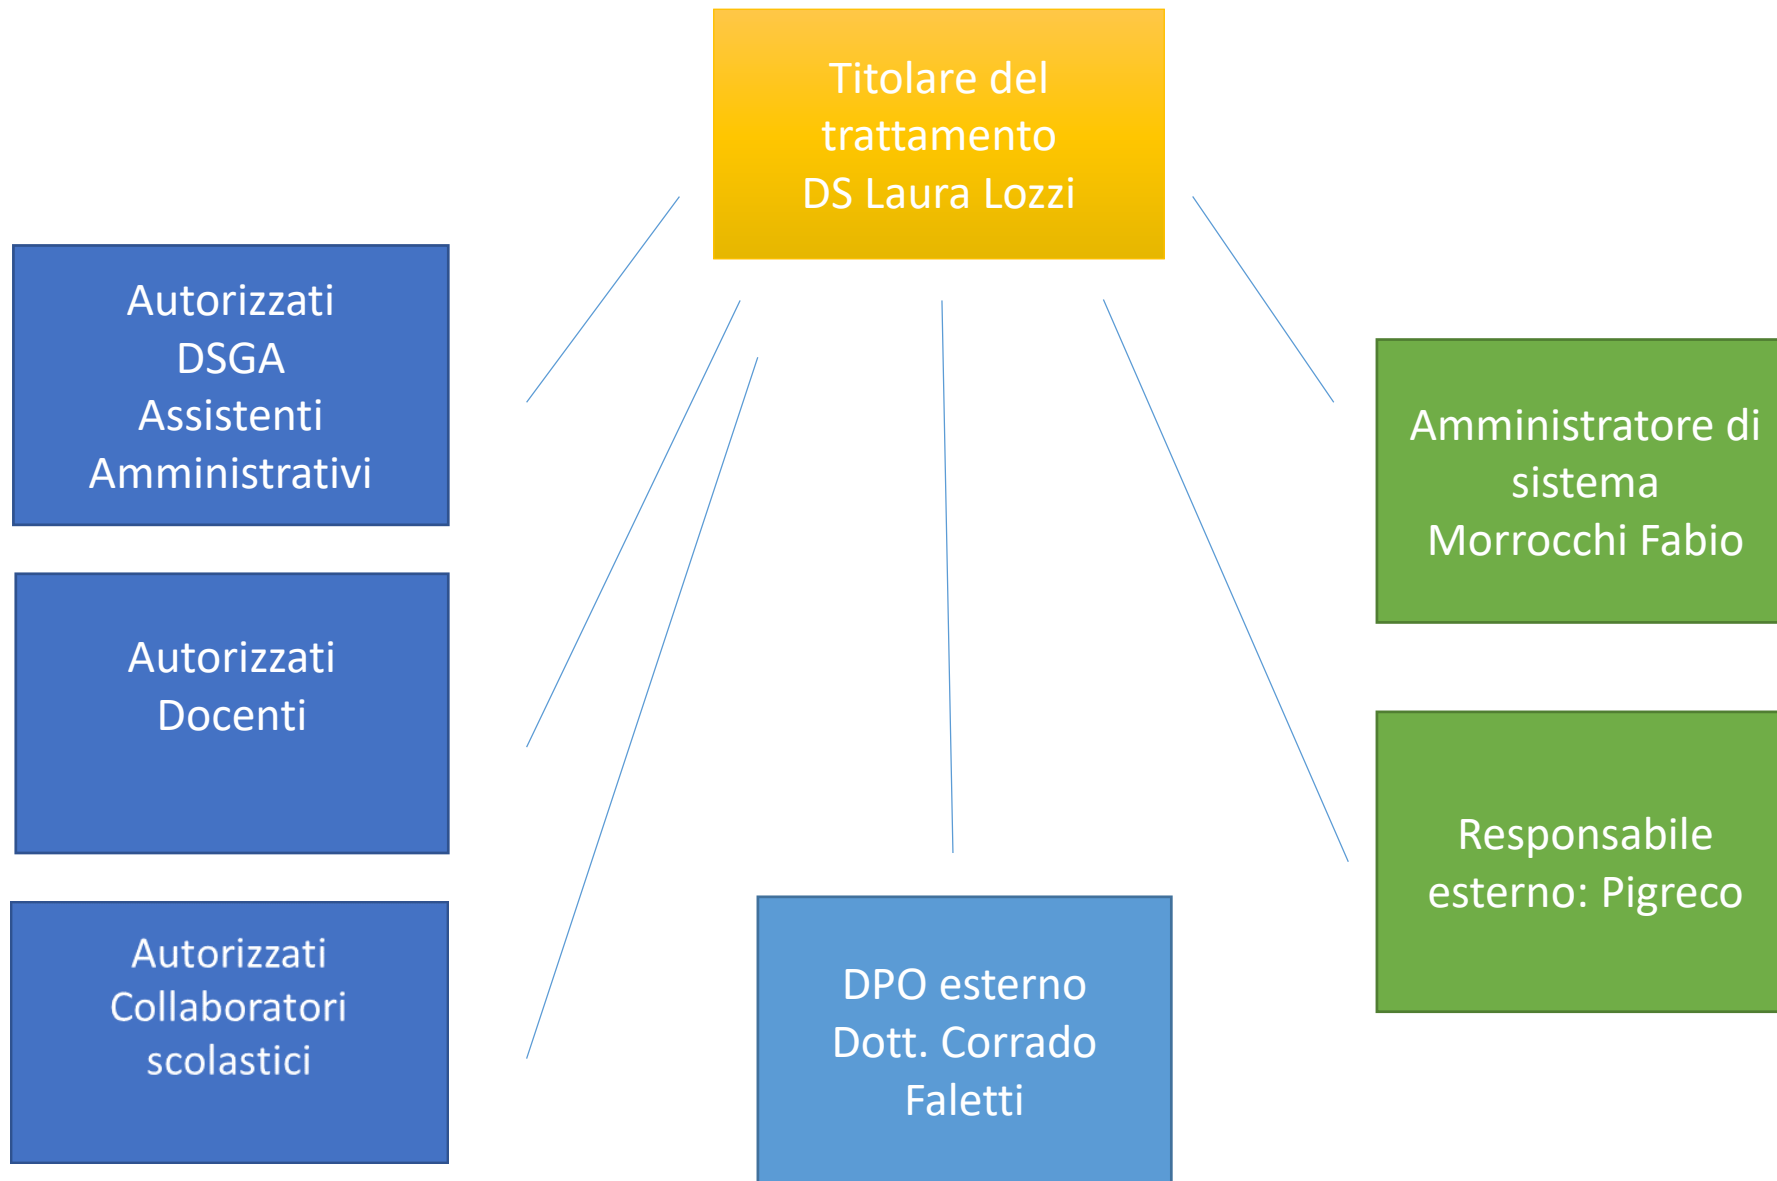 Titolare del
trattamento
DS Laura Lozzi
Autorizzati
DSGA
Assistenti
Amministrativi
Amministratore di
sistema
Morrocchi Fabio
Autorizzati
Docenti
Responsabile
esterno: Pigreco
Autorizzati
Collaboratori
scolastici
DPO esterno
Dott. Corrado
Faletti